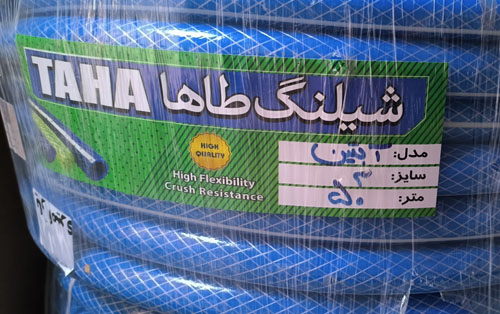 شیلنگ طاها TAHA
HIGH
QUALITY
High Flexibility
Crush Resistance
مدل:
سایز:
متر: ۵۰